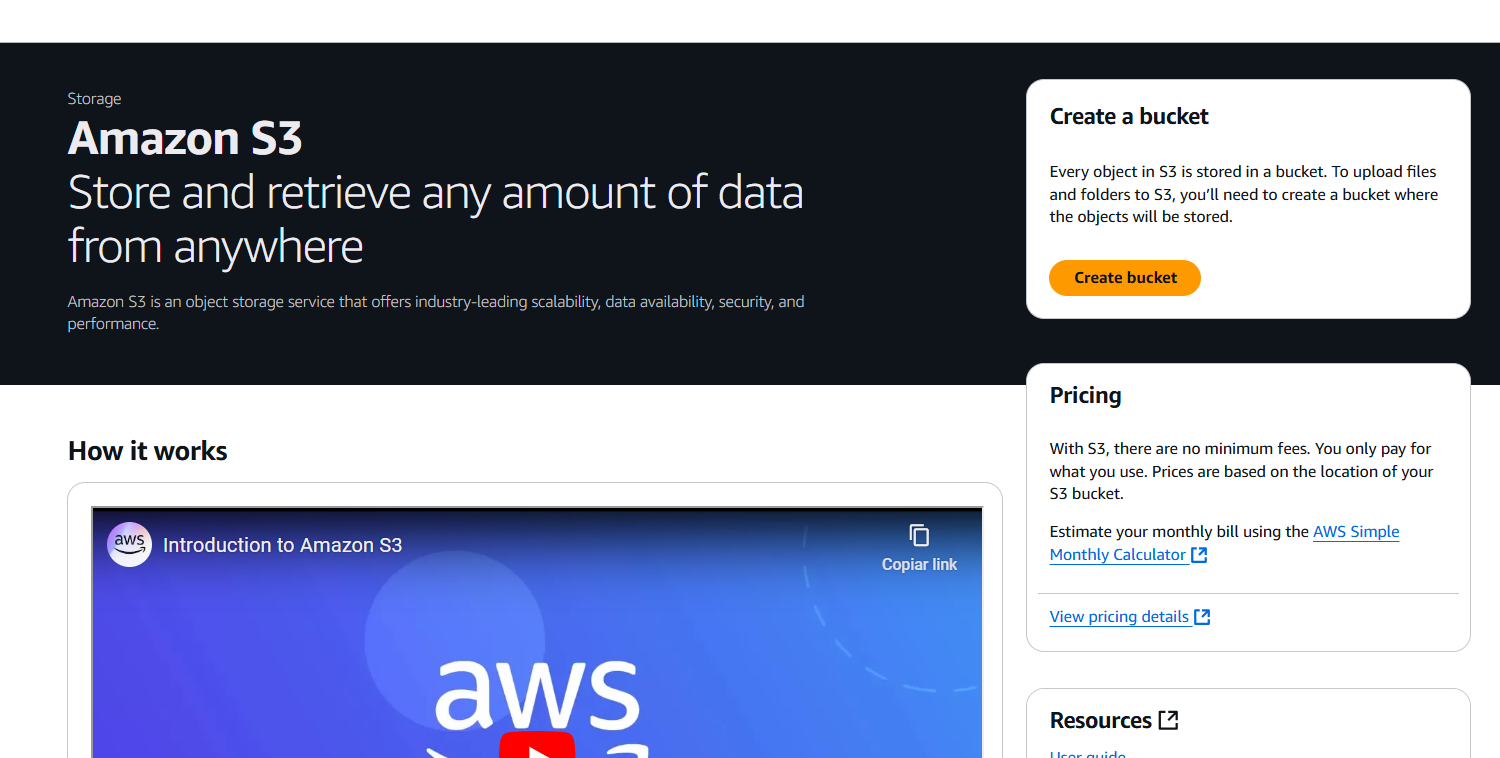 Storage
Amazon S3
Store and retrieve any amount of data
from anywhere
Amazon S3 is an object storage service that offers industry-leading scalability, data availability, security, and
performance.
Create a bucket
Every object in S3 is stored in a bucket. To upload files
and folders to S3, you’ll need to create a bucket where
the objects will be stored.
Create bucket
Pricing
With S3, there are no minimum fees. You only pay for
what you use. Prices are based on the location of your
S3 bucket.
Estimate your monthly bill using the AWS Simple
Monthly Calculator
View pricing details
How it works
aws
Introduction to Amazon S3
Copiar link
aws
Resources
User guide